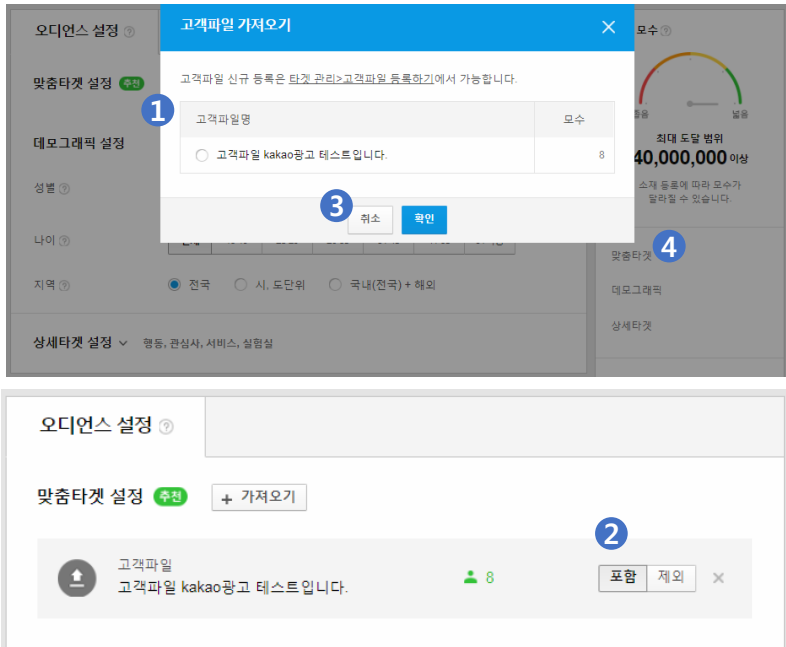 오디언스 설정 ?
고객파일 가져오기
모수 ?
맞춤타겟 설정 추천
고객파일 신규 등록은 타겟 관리>고객파일 등록하기에서 가능합니다.
1
고객파일명 모수
고객파일 kakao광고 테스트입니다. 8
좁음 넓음
최대 도달 범위
40,000,000 이상
소재 등록에 따라 모수가
달라질 수 있습니다.
데모그래픽 설정
성별 ?
3
취소 확인
나이 ?
4
맞춤타겟
지역 ? 전국 시, 도단위 국내(전국) + 해외
데모그래픽
상세타겟
상세타겟 설정 행동, 관심사, 서비스, 실험실
오디언스 설정 ?
맞춤타겟 설정 추천 + 가져오기
2
고객파일
고객파일 kakao광고 테스트입니다. 8 포함 제외